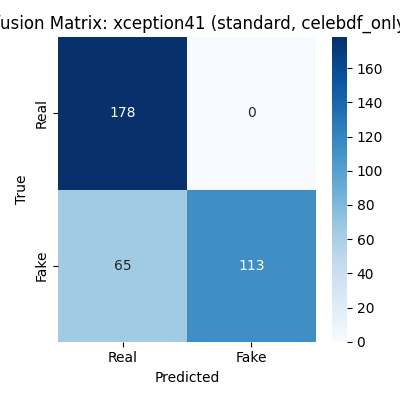 fusion Matrix: xception41 (standard, celebdf_only
Real
178
0
True
Fake
65
113
Real
Fake
Predicted
160
140
120
100
80
60
40
20
0